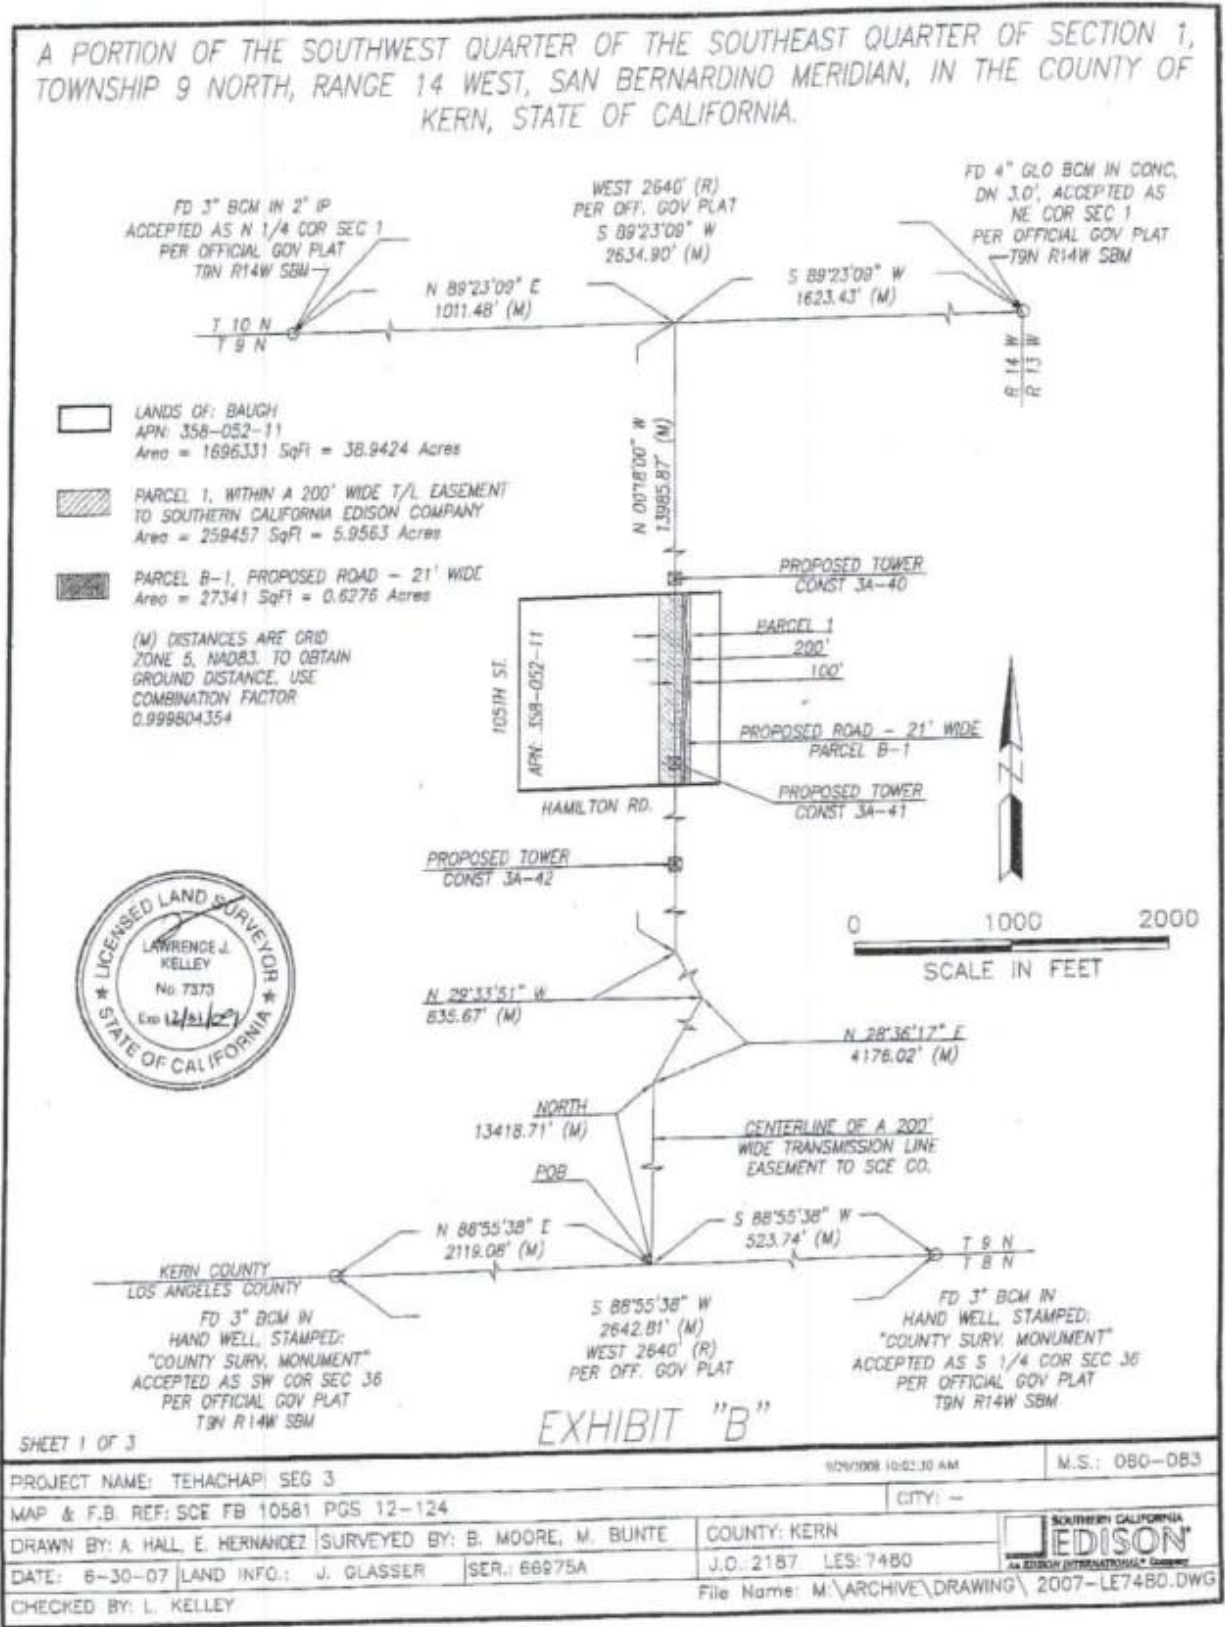 A PORTION OF THE SOUTHWEST QUARTER OF THE SOUTHEAST QUARTER OF SECTION 1,
TOWNSHIP 9 NORTH, RANGE 14 WEST, SAN BERNARDINO MERIDIAN, IN THE COUNTY OF
KERN, STATE OF CALIFORNIA.
FD 3" BCM IN 2" IP
ACCEPTED AS N 1/4 COR SEC 1
PER OFFICIAL GOV PLAT
T9N R14W SBM
WEST 2640' (R)
PER OFF. GOV PLAT
S 89°23'09" W
2634.90' (M)
FD 4" GLO BCM IN CONC,
DN 3.0', ACCEPTED AS
NE COR SEC 1
PER OFFICIAL GOV PLAT
T9N R14W SBM
N 89°23'09" E
1011.48' (M)
S 89°23'09" W
1623.43' (M)
T 10 N
T 9 N
R 14 W
R 13 W
N 00°18'00" W
13985.87' (M)
LANDS OF: BAUGH
APN: 358-052-11
Area = 1696331 SqFt = 38.9424 Acres
PARCEL 1, WITHIN A 200' WIDE T/L EASEMENT
TO SOUTHERN CALIFORNIA EDISON COMPANY
Area = 259457 SqFt = 5.9563 Acres
PARCEL B-1, PROPOSED ROAD - 21' WIDE
Area = 27341 SqFt = 0.6276 Acres
(M) DISTANCES ARE GRID
ZONE 5, NAD83. TO OBTAIN
GROUND DISTANCE, USE
COMBINATION FACTOR
0.999804354
PROPOSED TOWER
CONST 3A-40
105TH ST.
APN: 358-052-11
PARCEL 1
200'
100'
PROPOSED ROAD - 21' WIDE
PARCEL B-1
PROPOSED TOWER
CONST 3A-41
HAMILTON RD.
PROPOSED TOWER
CONST 3A-42
N
0 1000 2000
SCALE IN FEET
LICENSED LAND SURVEYOR
LAWRENCE J.
KELLEY
No. 7373
Exp 12/31/
STATE OF CALIFORNIA
N 29°33'51" W
835.67' (M)
N 28°36'17" E
4176.02' (M)
NORTH
13418.71' (M)
CENTERLINE OF A 200'
WIDE TRANSMISSION LINE
EASEMENT TO SCE CO.
POB
N 88°55'38" E
2119.08' (M)
S 88°55'38" W
523.74' (M)
T 9 N
T 8 N
KERN COUNTY
LOS ANGELES COUNTY
FD 3" BCM IN
HAND WELL, STAMPED:
"COUNTY SURV. MONUMENT"
ACCEPTED AS SW COR SEC 36
PER OFFICIAL GOV PLAT
T9N R14W SBM
S 88°55'38" W
2642.81' (M)
WEST 2640' (R)
PER OFF. GOV PLAT
FD 3" BCM IN
HAND WELL, STAMPED:
"COUNTY SURV. MONUMENT"
ACCEPTED AS S 1/4 COR SEC 36
PER OFFICIAL GOV PLAT
T9N R14W SBM
EXHIBIT "B"
SHEET 1 OF 3
PROJECT NAME: TEHACHAPI SEG 3
9/29/2008 10:02:30 AM
M.S.: 080-083
MAP & F.B. REF: SCE FB 10581 PGS 12-124
CITY: -
DRAWN BY: A. HALL, E. HERNANDEZ
SURVEYED BY: B. MOORE, M. BUNTE
COUNTY: KERN
SOUTHERN CALIFORNIA
EDISON
An EDISON INTERNATIONAL Company
DATE: 6-30-07
LAND INFO.: J. GLASSER
SER.: 66975A
J.O.: 2187 LES: 7480
CHECKED BY: L. KELLEY
File Name: M:\ARCHIVE\DRAWING\ 2007-LE7480.DWG